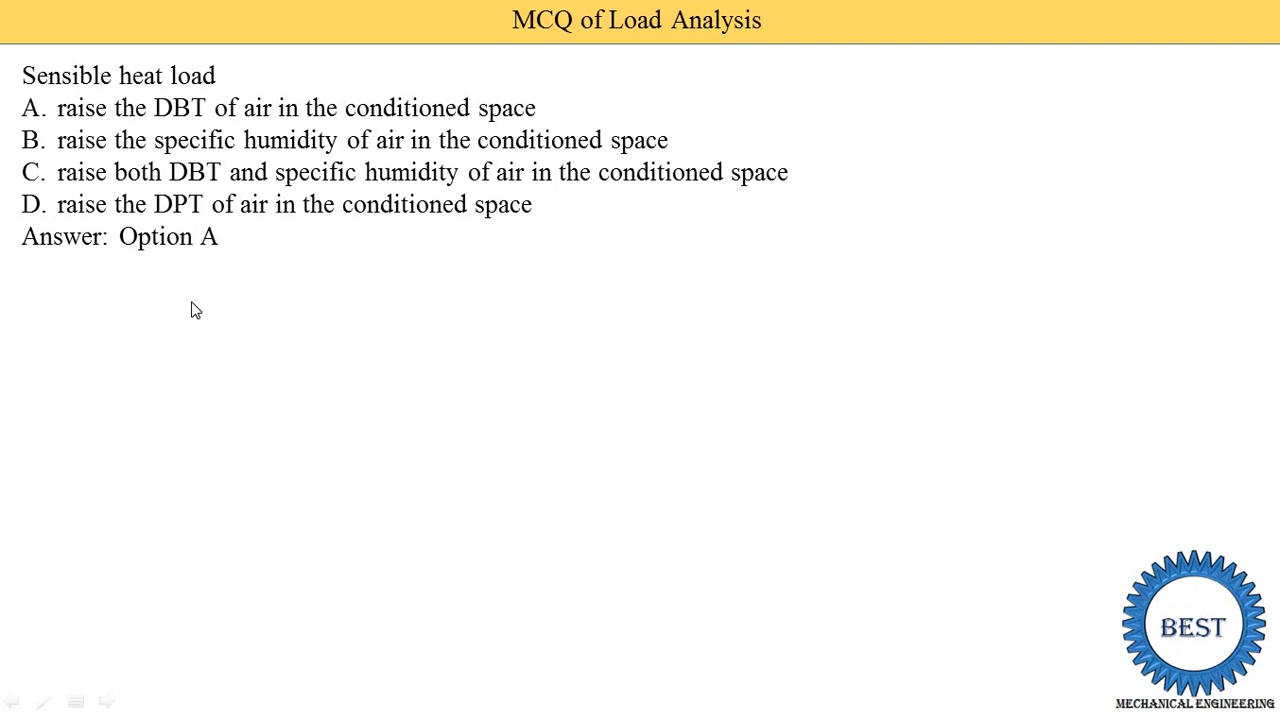 MCQ of Load Analysis
Sensible heat load
A. raise the DBT of air in the conditioned space
B. raise the specific humidity of air in the conditioned space
C. raise both DBT and specific humidity of air in the conditioned space
D. raise the DPT of air in the conditioned space
Answer: Option A
BEST
MECHANICAL ENGINEERING